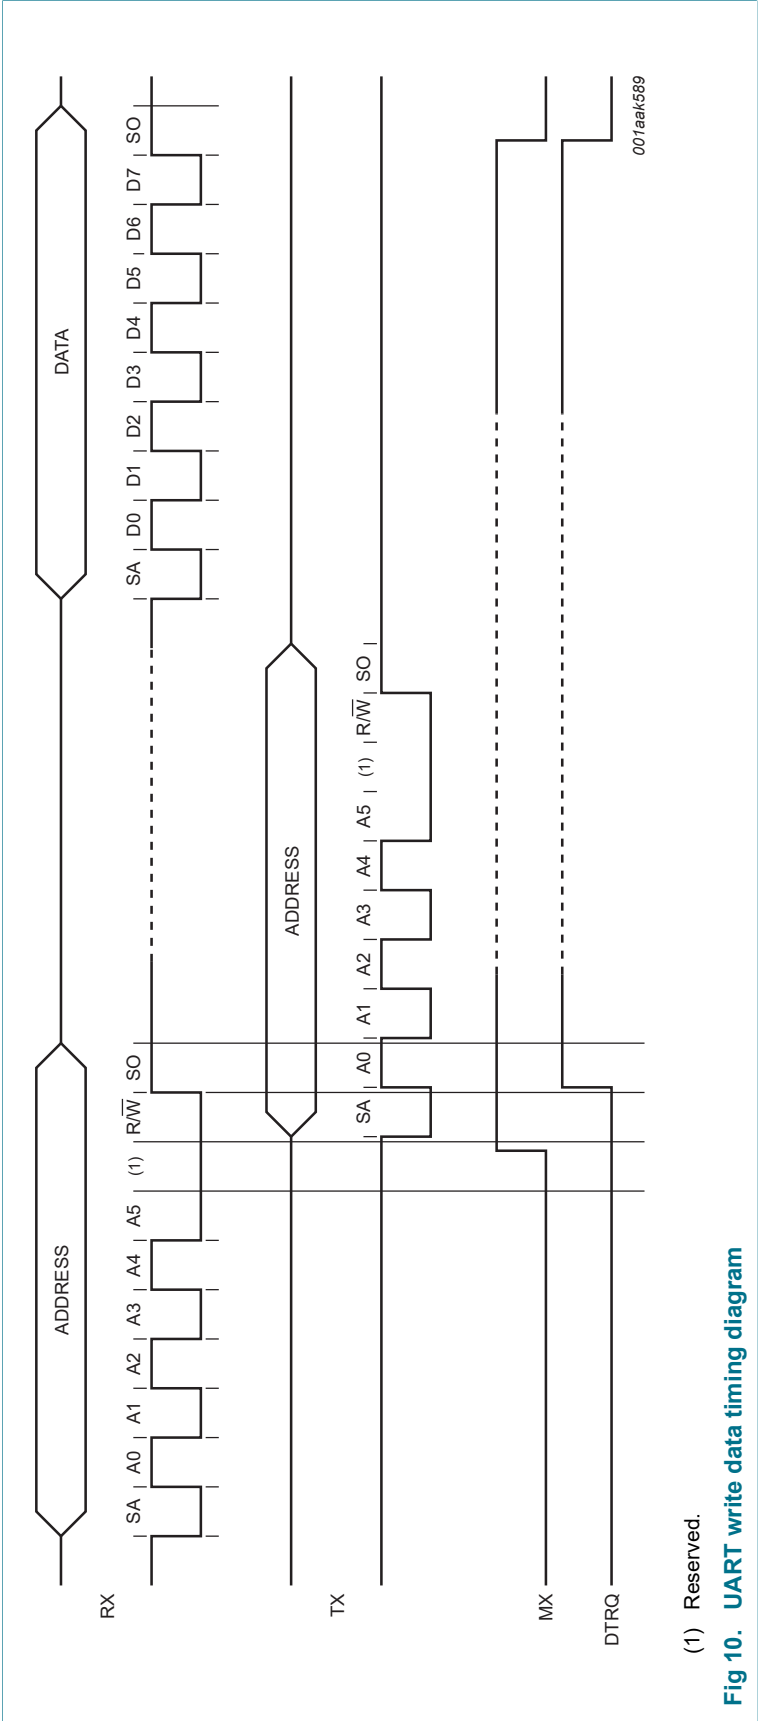 ADDRESS DATA
RX SA A0 A1 A2 A3 A4 A5 (1) R/W̅ SO SA D0 D1 D2 D3 D4 D5 D6 D7 SO
ADDRESS
TX SA A0 A1 A2 A3 A4 A5 (1) R/W̅ SO
MX
DTRQ
001aak589
(1) Reserved.
Fig 10. UART write data timing diagram